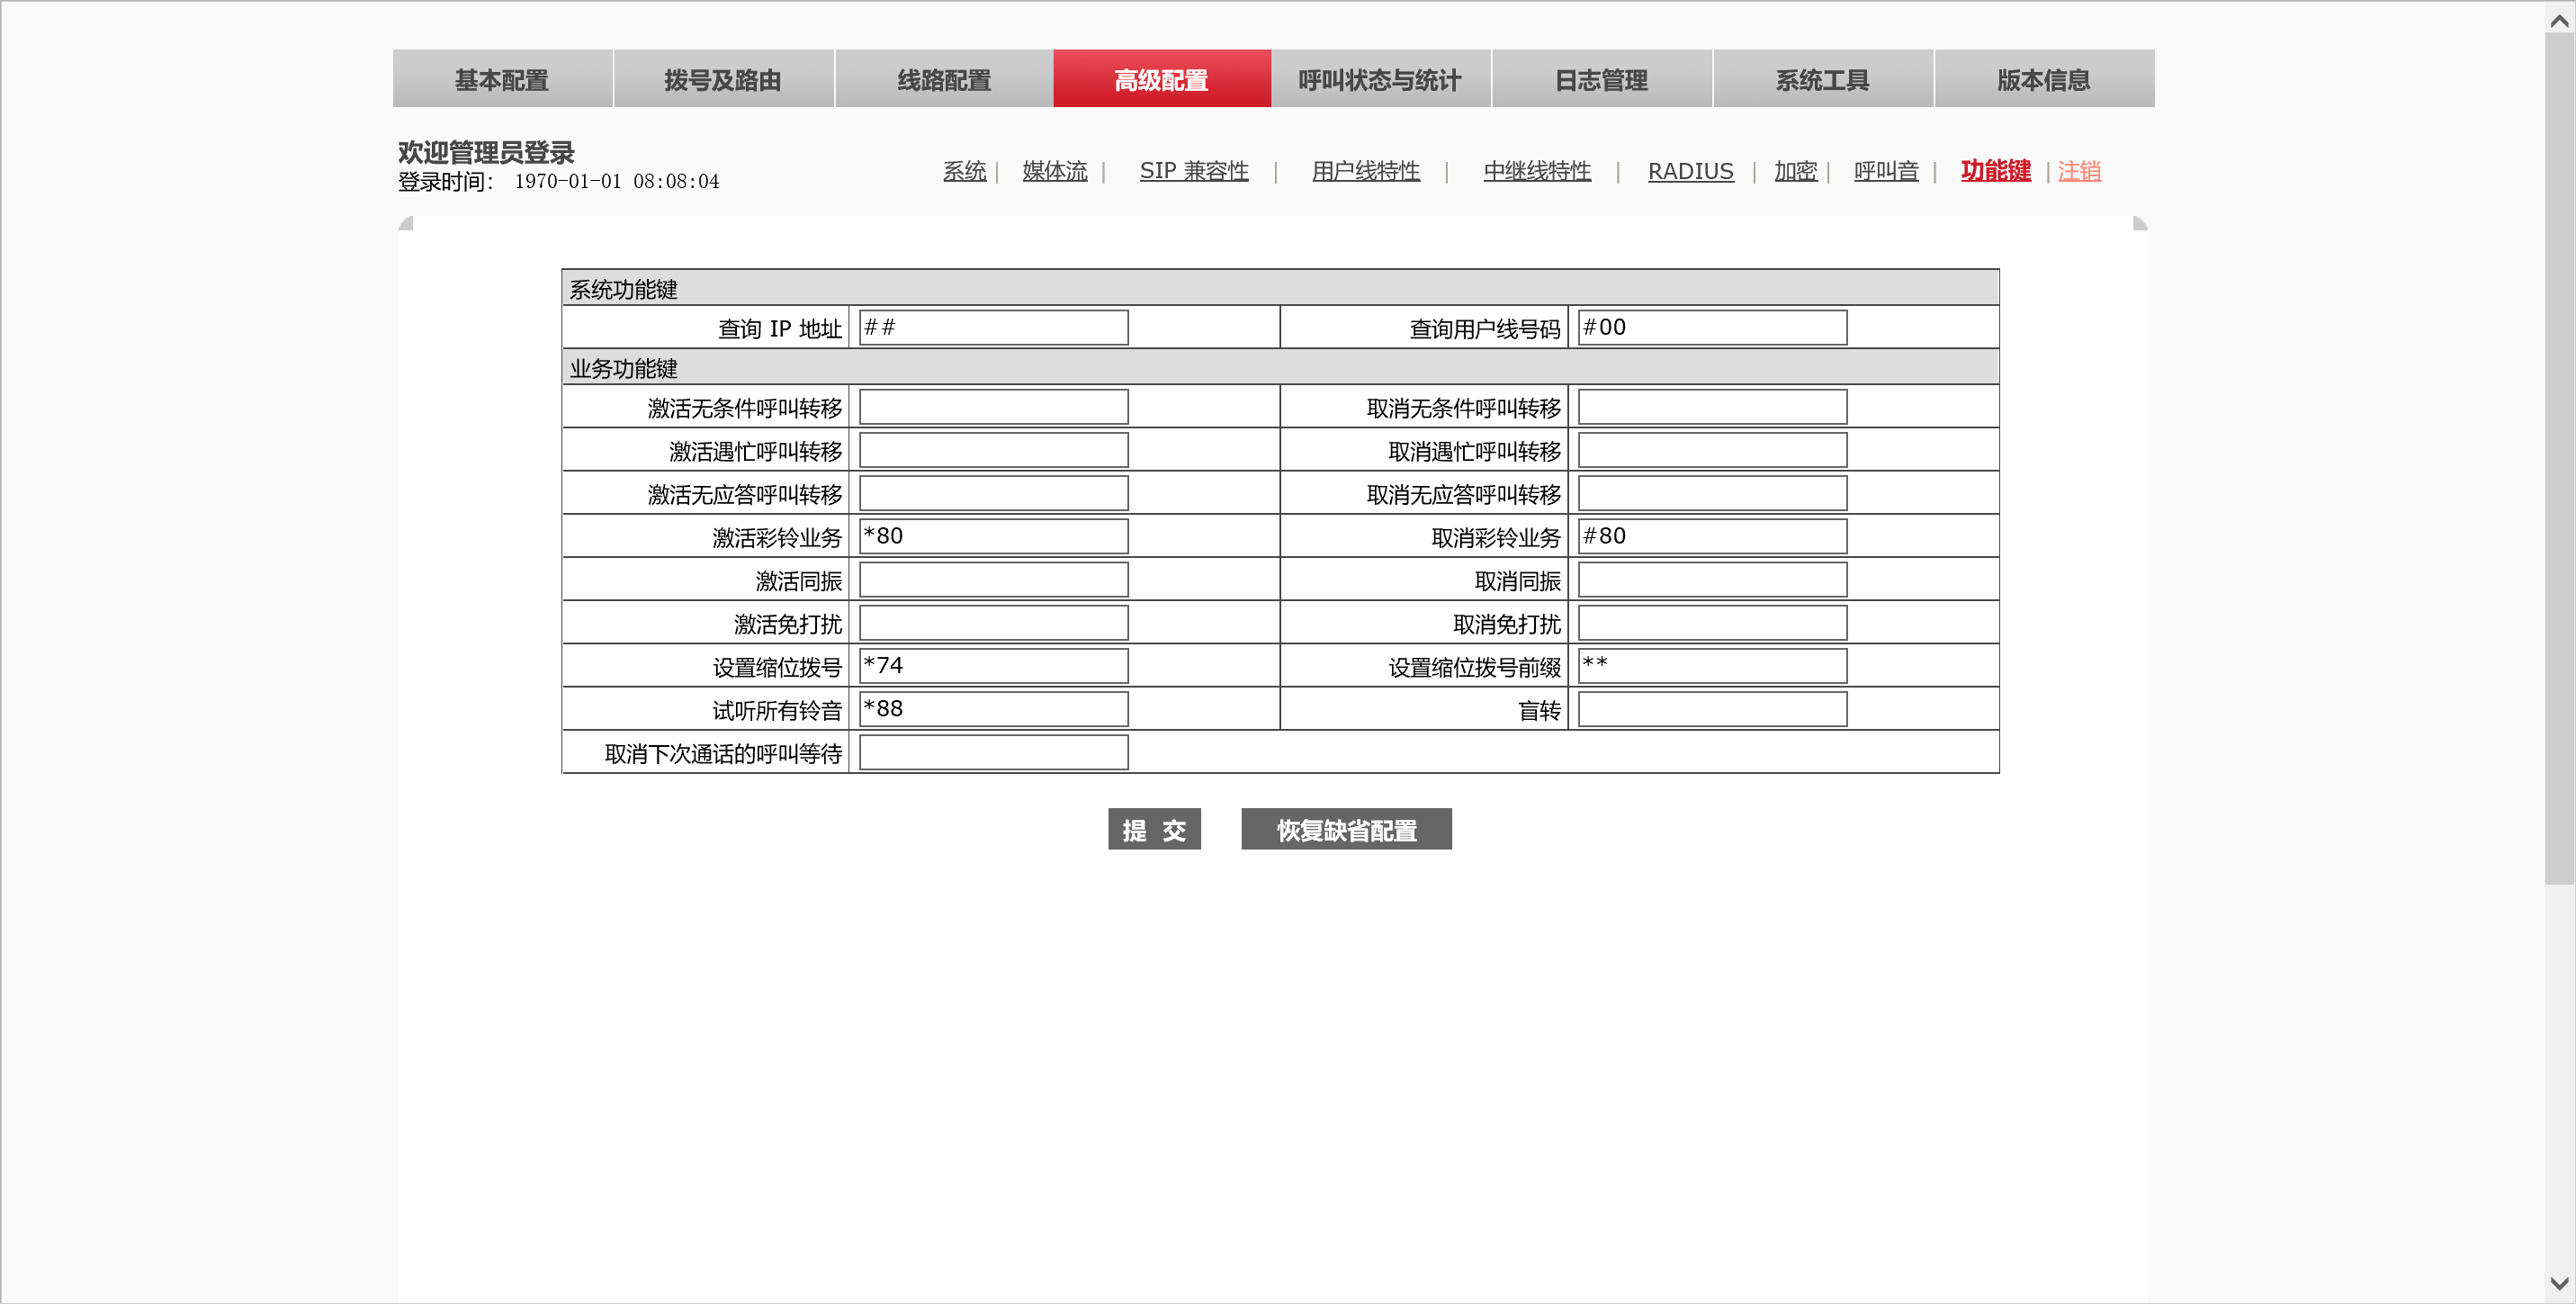 基本配置 拨号及路由 线路配置 高级配置 呼叫状态与统计 日志管理 系统工具 版本信息
欢迎管理员登录
登录时间： 1970-01-01 08:08:04
系统 | 媒体流 | SIP 兼容性 | 用户线特性 | 中继线特性 | RADIUS | 加密 | 呼叫音 | 功能键 | 注销
系统功能键
查询 IP 地址 ## 查询用户线号码 #00
业务功能键
激活无条件呼叫转移 取消无条件呼叫转移
激活遇忙呼叫转移 取消遇忙呼叫转移
激活无应答呼叫转移 取消无应答呼叫转移
激活彩铃业务 *80 取消彩铃业务 #80
激活同振 取消同振
激活免打扰 取消免打扰
设置缩位拨号 *74 设置缩位拨号前缀 **
试听所有铃音 *88 盲转
取消下次通话的呼叫等待
提 交 恢复缺省配置